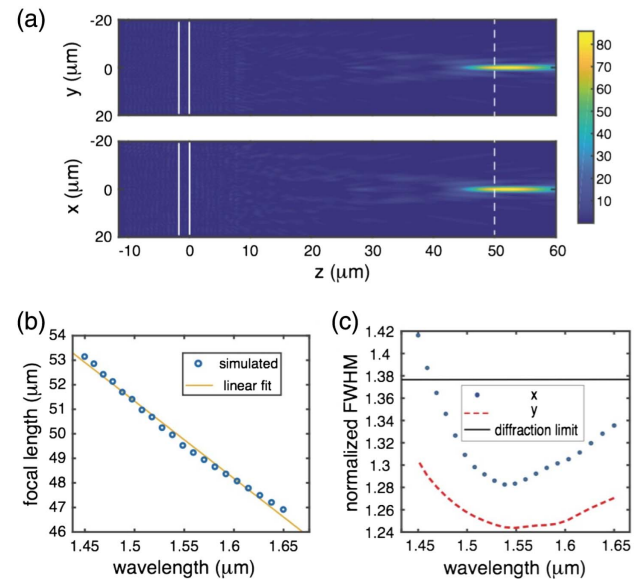 (a)
-20
0
20
y (μm)
-20
0
20
x (μm)
-10 0 10 20 30 40 50 60
z (μm)
80
70
60
50
40
30
20
10
(b)
54
53
52
51
50
49
48
47
46
focal length (μm)
simulated
linear fit
1.45 1.5 1.55 1.6 1.65
wavelength (μm)
(c)
1.42
1.4
1.38
1.36
1.34
1.32
1.3
1.28
1.26
1.24
normalized FWHM
x
y
diffraction limit
1.45 1.5 1.55 1.6 1.65
wavelength (μm)